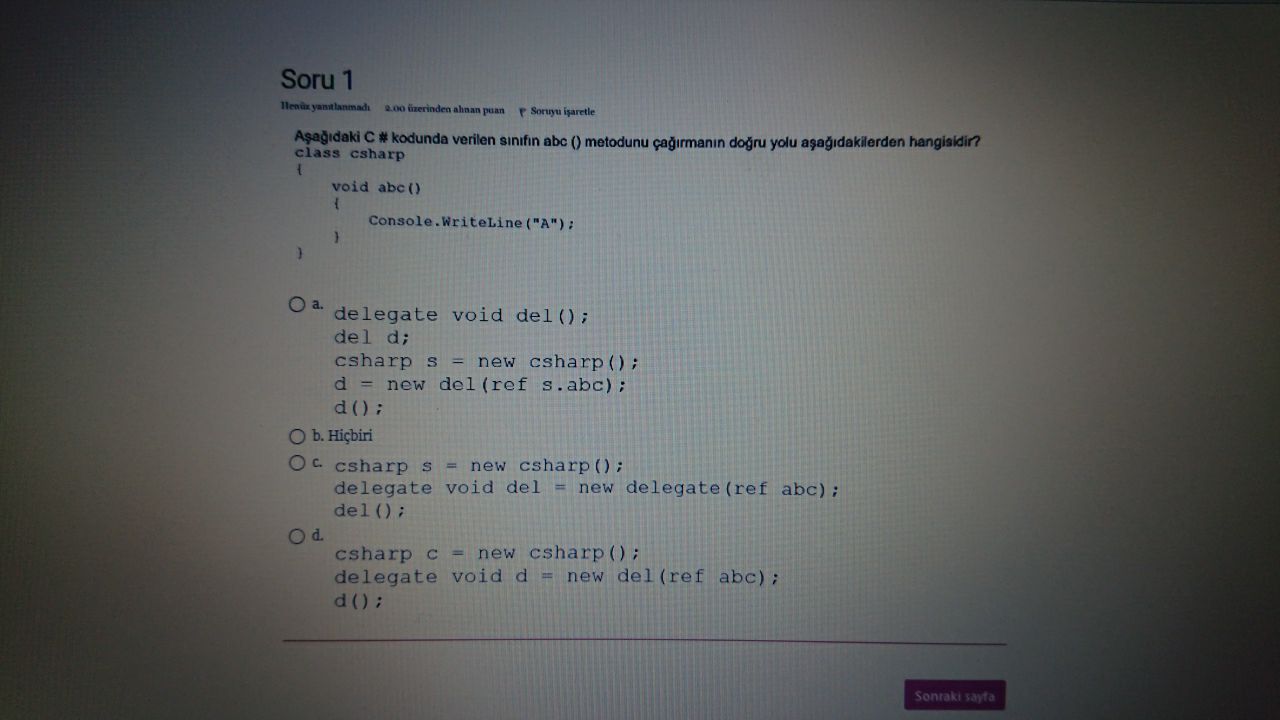 Soru 1
Henüz yanıtlanmadı 2.00 üzerinden alınan puan Soruyu işaretle
Aşağıdaki C # kodunda verilen sınıfın abc () metodunu çağırmanın doğru yolu aşağıdakilerden hangisidir?
class csharp
{
void abc()
{
Console.WriteLine("A");
}
}
a.
delegate void del();
del d;
csharp s = new csharp();
d = new del(ref s.abc);
d();
b. Hiçbiri
c. csharp s = new csharp();
delegate void del = new delegate(ref abc);
del();
d.
csharp c = new csharp();
delegate void d = new del(ref abc);
d();
Sonraki sayfa